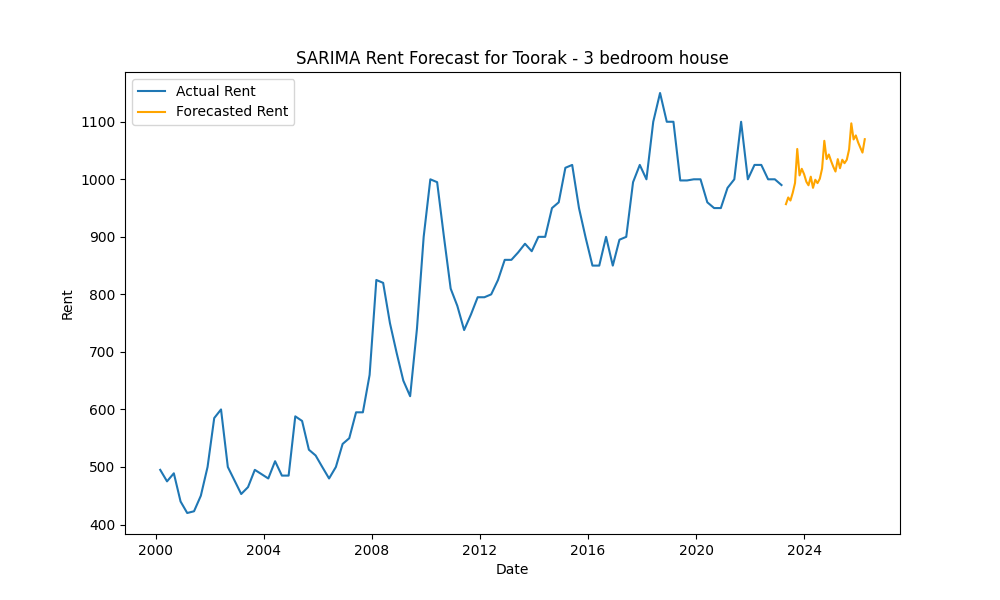 SARIMA Rent Forecast for Toorak - 3 bedroom house
Actual Rent
Forecasted Rent
1100
1000
900
800
700
600
500
400
Rent
2000 2004 2008 2012 2016 2020 2024
Date